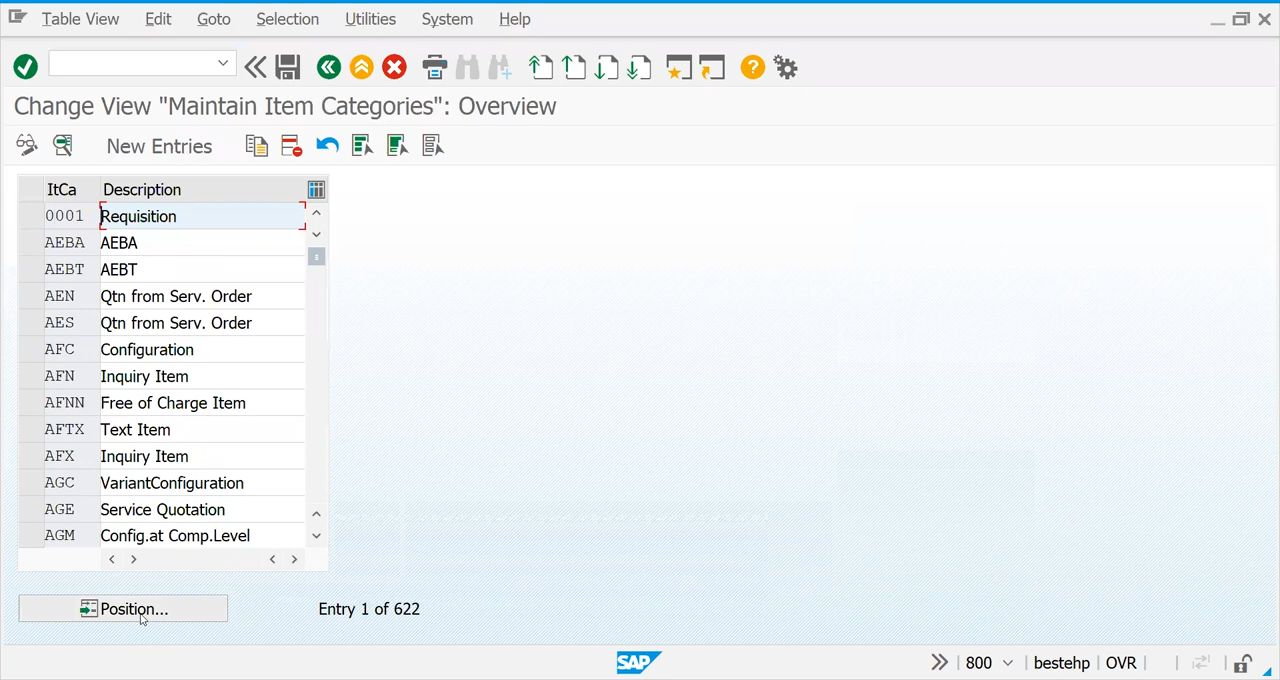 Table View Edit Goto Selection Utilities System Help
Change View "Maintain Item Categories": Overview
New Entries
ItCa Description
0001 Requisition
AEBA AEBA
AEBT AEBT
AEN Qtn from Serv. Order
AES Qtn from Serv. Order
AFC Configuration
AFN Inquiry Item
AFNN Free of Charge Item
AFTX Text Item
AFX Inquiry Item
AGC VariantConfiguration
AGE Service Quotation
AGM Config.at Comp.Level
Position... Entry 1 of 622
SAP 800 bestehp OVR